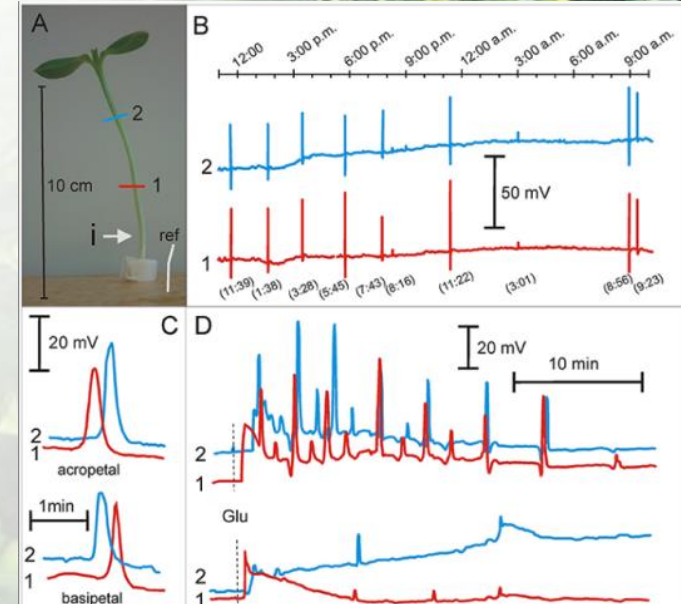 A
2
1
10 cm
i
ref
B
12:00 3:00 p.m. 6:00 p.m. 9:00 p.m. 12:00 a.m. 3:00 a.m. 6:00 a.m. 9:00 a.m.
2
50 mV
1
(11:39) (1:38) (3:28) (5:45) (7:43) (8:16) (11:22) (3:01) (8:56) (9:23)
C
20 mV
2
1
acropetal
1min
2
1
basipetal
D
20 mV
10 min
2
1
Glu
2
1